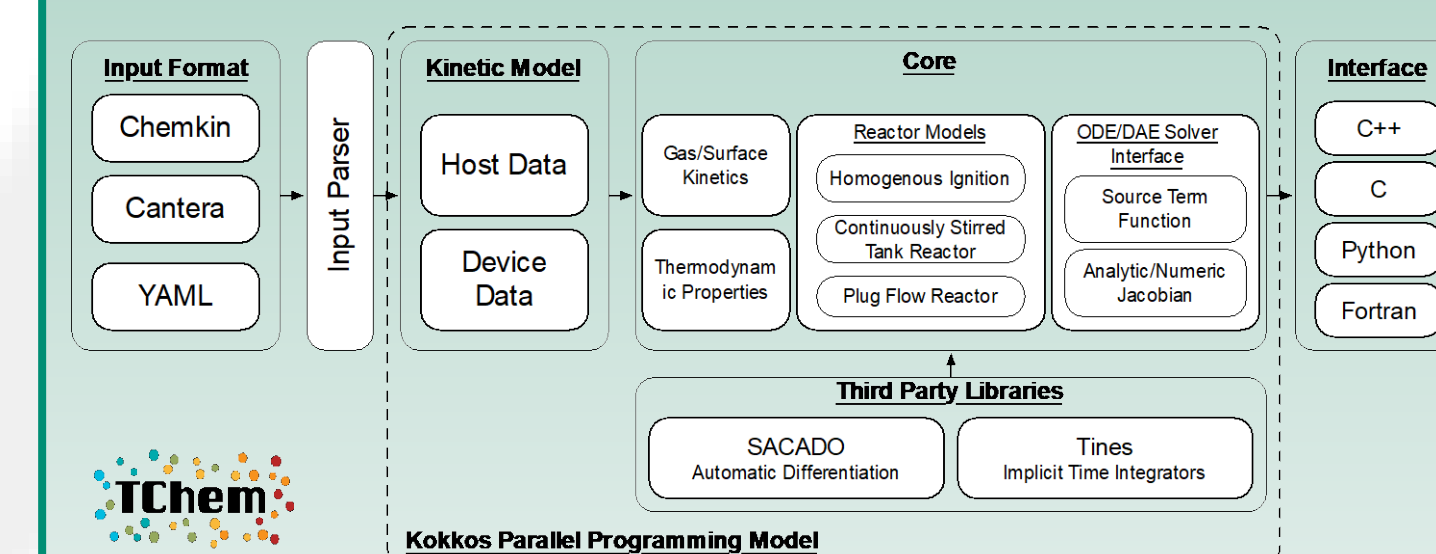 Input Format
Chemkin
Cantera
YAML
Input Parser
Kinetic Model
Host Data
Device
Data
Core
Gas/Surface
Kinetics
Thermodynam
ic Properties
Reactor Models
Homogenous Ignition
Continuously Stirred
Tank Reactor
Plug Flow Reactor
ODE/DAE Solver
Interface
Source Term
Function
Analytic/Numeric
Jacobian
Interface
C++
C
Python
Fortran
Third Party Libraries
SACADO
Automatic Differentiation
Tines
Implicit Time Integrators
TChem
Kokkos Parallel Programming Model